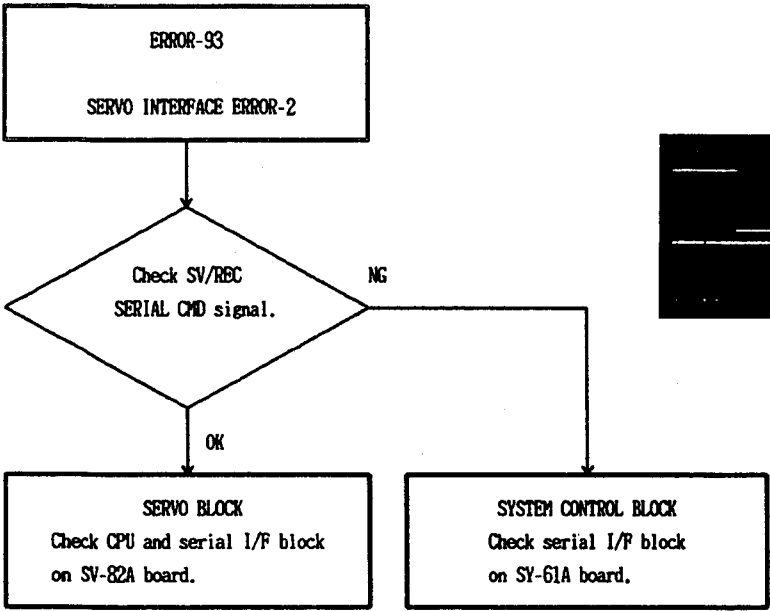 ERROR-93
SERVO INTERFACE ERROR-2
Check SV/REC
SERIAL CMD signal.
NG
OK
SERVO BLOCK
Check CPU and serial I/F block
on SV-82A board.
SYSTEM CONTROL BLOCK
Check serial I/F block
on SY-61A board.